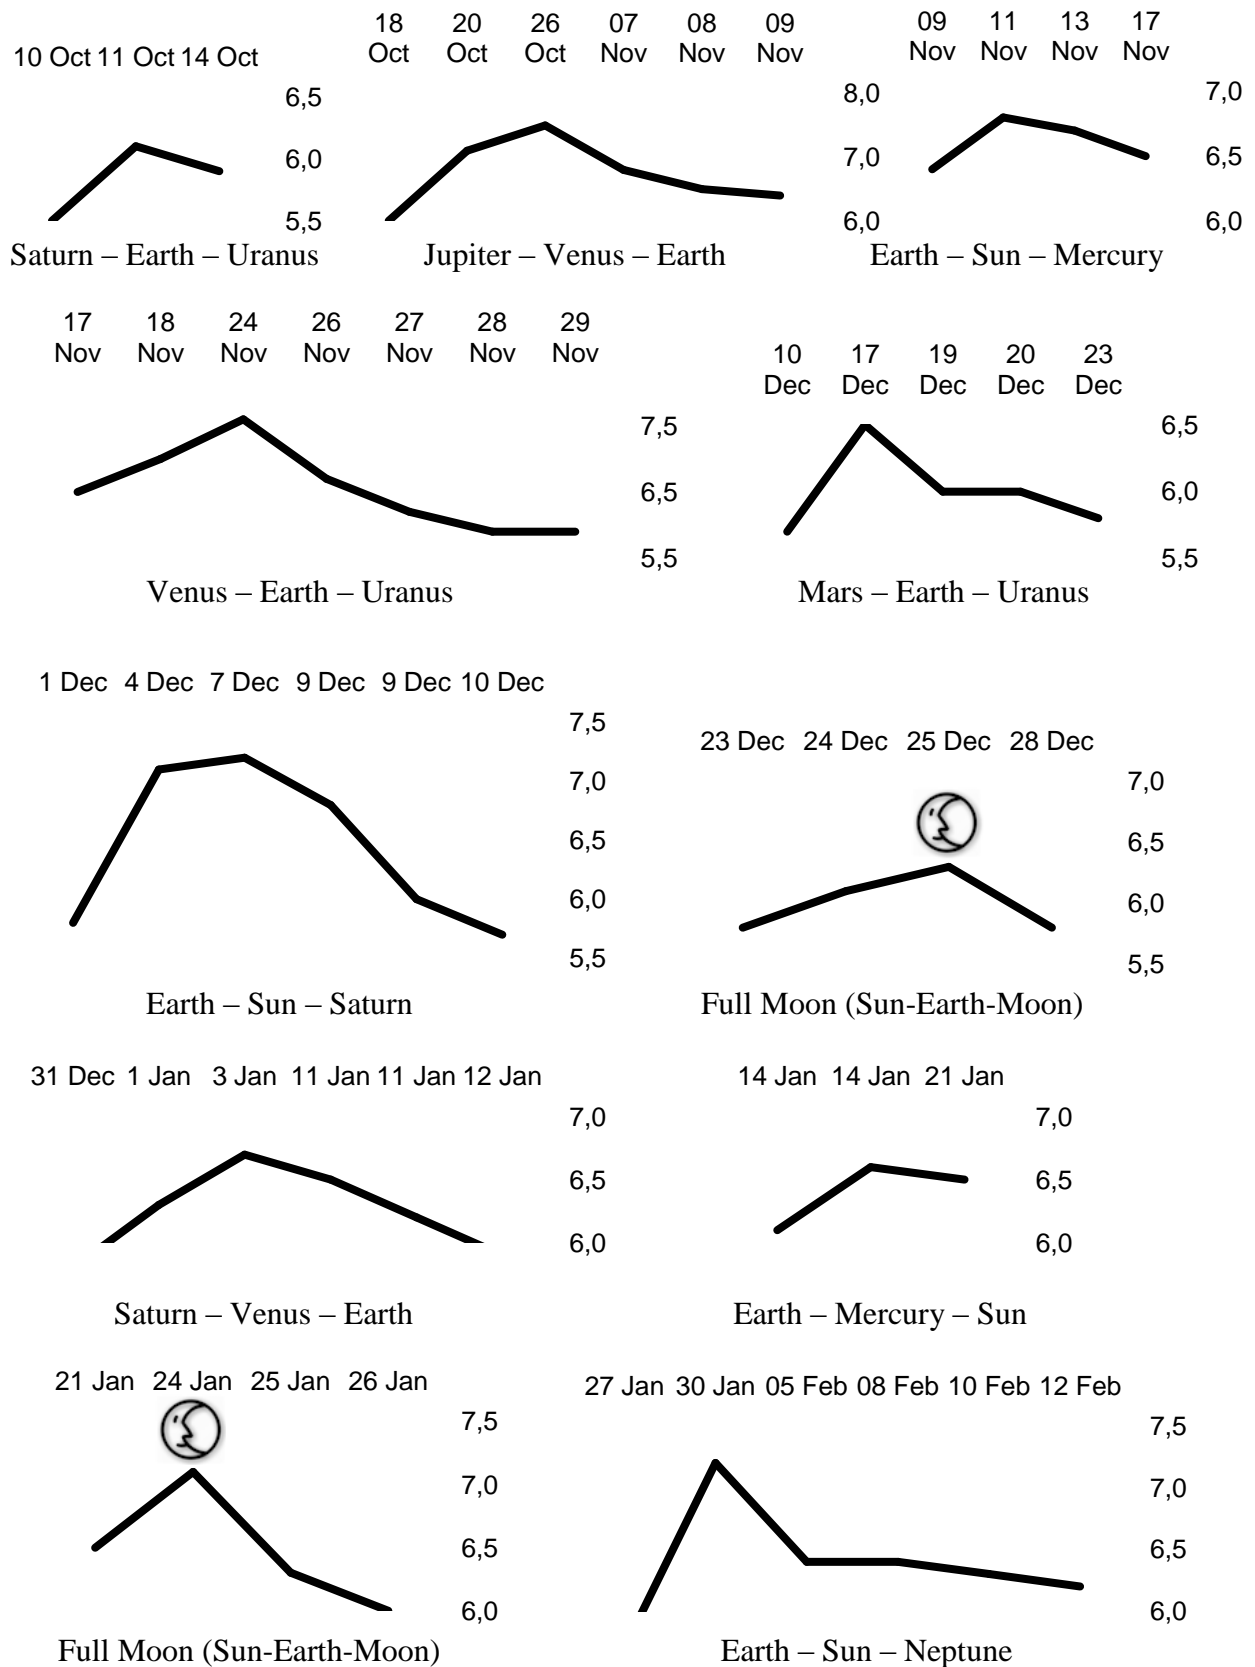 10 Oct 11 Oct 14 Oct
6,5
6,0
5,5
Saturn – Earth – Uranus
18 20 26 07 08 09
Oct Oct Oct Nov Nov Nov
8,0
7,0
6,0
Jupiter – Venus – Earth
09 11 13 17
Nov Nov Nov Nov
7,0
6,5
6,0
Earth – Sun – Mercury
17 18 24 26 27 28 29
Nov Nov Nov Nov Nov Nov Nov
7,5
6,5
5,5
Venus – Earth – Uranus
10 17 19 20 23
Dec Dec Dec Dec Dec
6,5
6,0
5,5
Mars – Earth – Uranus
1 Dec 4 Dec 7 Dec 9 Dec 9 Dec 10 Dec
7,5
7,0
6,5
6,0
5,5
Earth – Sun – Saturn
23 Dec 24 Dec 25 Dec 28 Dec
7,0
6,5
6,0
5,5
Full Moon (Sun-Earth-Moon)
31 Dec 1 Jan 3 Jan 11 Jan 11 Jan 12 Jan
7,0
6,5
6,0
Saturn – Venus – Earth
14 Jan 14 Jan 21 Jan
7,0
6,5
6,0
Earth – Mercury – Sun
21 Jan 24 Jan 25 Jan 26 Jan
7,5
7,0
6,5
6,0
Full Moon (Sun-Earth-Moon)
27 Jan 30 Jan 05 Feb 08 Feb 10 Feb 12 Feb
7,5
7,0
6,5
6,0
Earth – Sun – Neptune